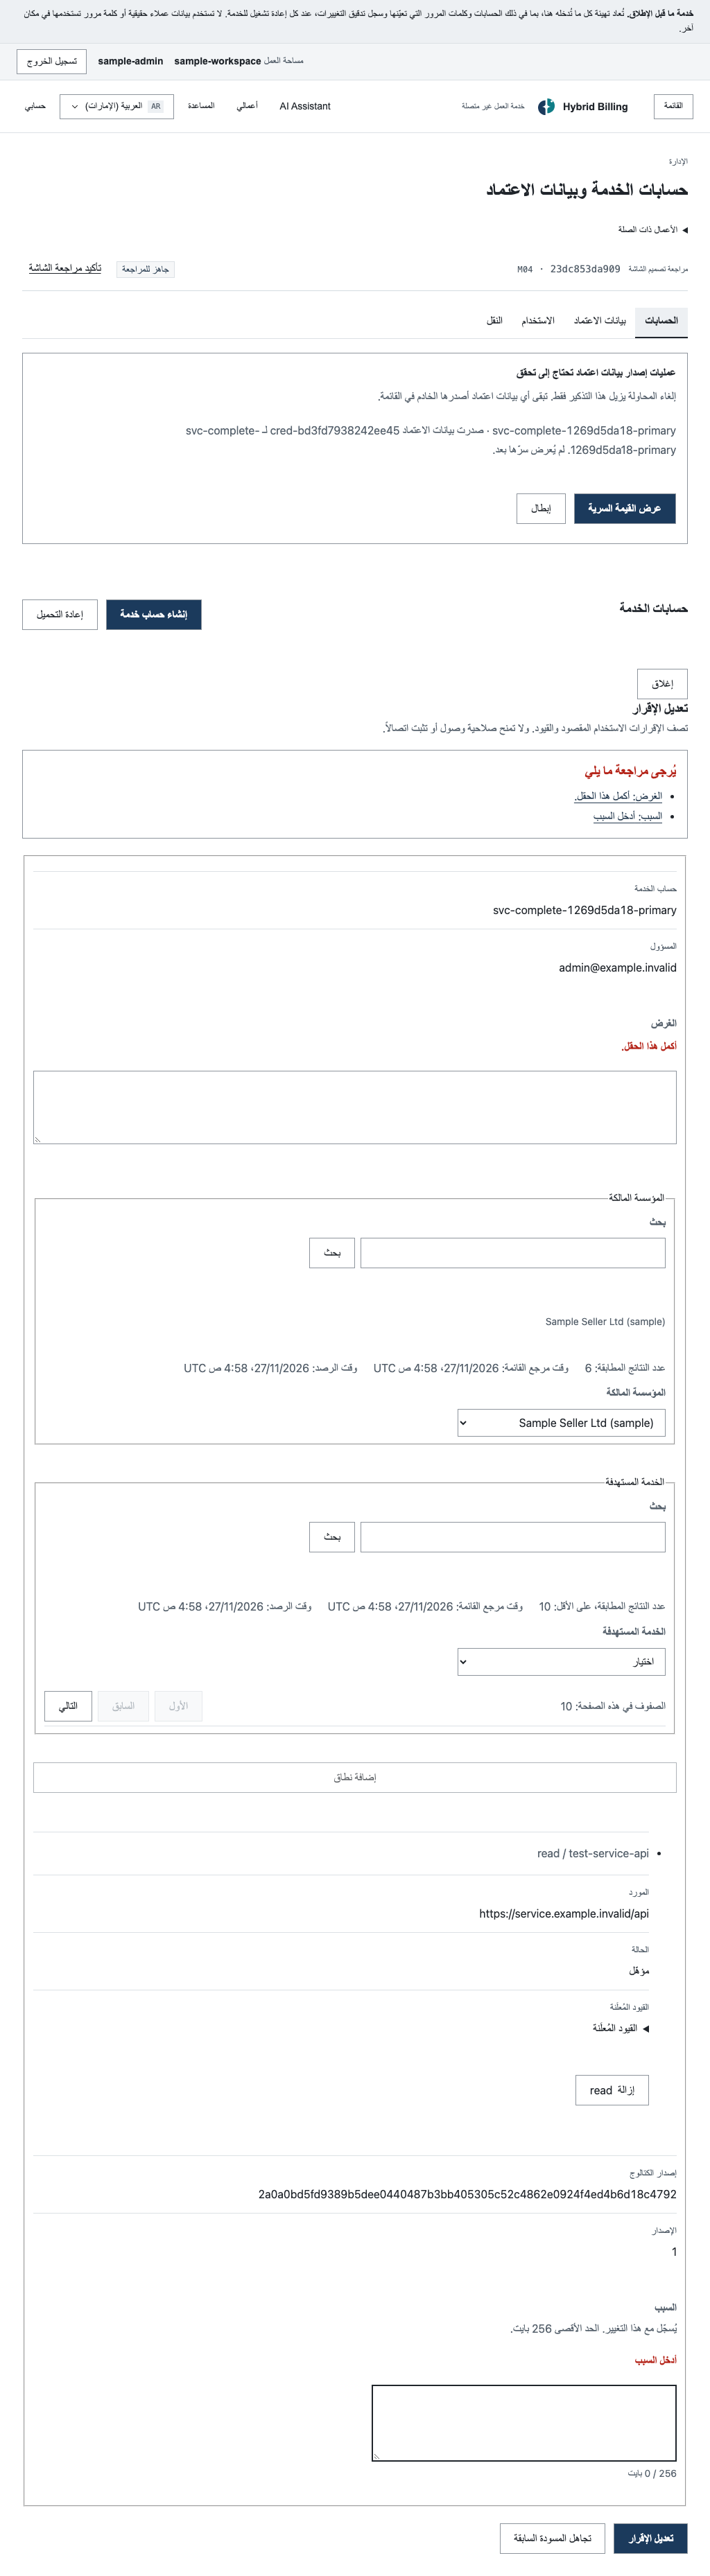 خدمة ما قبل الإطلاق. تُعاد تهيئة كل ما تُدخله هنا، بما في ذلك الحسابات وكلمات المرور التي تعيّنها وسجل تدقيق التغييرات، عند كل إعادة تشغيل للخدمة. لا تستخدم بيانات عملاء حقيقية أو كلمة مرور تستخدمها في مكان
آخر.
مساحة العمل sample-workspace sample-admin تسجيل الخروج
القائمة Hybrid Billing خدمة العمل غير متصلة AI Assistant أعمالي المساعدة AR العربية (الإمارات) حسابي
الإدارة
حسابات الخدمة وبيانات الاعتماد
الأعمال ذات الصلة
مراجعة تصميم الشاشة M04 · 23dc853da909 جاهز للمراجعة تأكيد مراجعة الشاشة
الحسابات بيانات الاعتماد الاستخدام النقل
عمليات إصدار بيانات اعتماد تحتاج إلى تحقق
إلغاء المحاولة يزيل هذا التذكير فقط. تبقى أي بيانات اعتماد أصدرها الخادم في القائمة.
svc-complete-1269d5da18-primary · صدرت بيانات الاعتماد cred-bd3fd7938242ee45 لـ svc-complete-
1269d5da18-primary. لم يُعرض سرّها بعد.
عرض القيمة السرية إبطال
حسابات الخدمة إنشاء حساب خدمة إعادة التحميل
إغلاق
تعديل الإقرار
تصف الإقرارات الاستخدام المقصود والقيود. ولا تمنح صلاحية وصول أو تثبت اتصالاً.
يُرجى مراجعة ما يلي
الغرض: أكمل هذا الحقل.
السبب: أدخل السبب
حساب الخدمة
svc-complete-1269d5da18-primary
المسؤول
admin@example.invalid
الغرض
أكمل هذا الحقل.
المؤسسة المالكة
بحث
بحث
Sample Seller Ltd (sample)
عدد النتائج المطابقة: 6 وقت مرجع القائمة: 27/11/2026، 4:58 ص UTC وقت الرصد: 27/11/2026، 4:58 ص UTC
المؤسسة المالكة
Sample Seller Ltd (sample)
الخدمة المستهدفة
بحث
بحث
عدد النتائج المطابقة، على الأقل: 10 وقت مرجع القائمة: 27/11/2026، 4:58 ص UTC وقت الرصد: 27/11/2026، 4:58 ص UTC
الخدمة المستهدفة
اختيار
الصفوف في هذه الصفحة: 10 الأول السابق التالي
إضافة نطاق
read / test-service-api
المورد
https://service.example.invalid/api
الحالة
مؤهّل
القيود المُعلَنة
القيود المُعلَنة
إزالة read
إصدار الكتالوج
2a0a0bd5fd9389b5dee0440487b3bb405305c52c4862e0924f4ed4b6d18c4792
الإصدار
1
السبب
يُسجّل مع هذا التغيير. الحد الأقصى 256 بايت.
أدخل السبب
256 / 0 بايت
تعديل الإقرار تجاهل المسودة السابقة